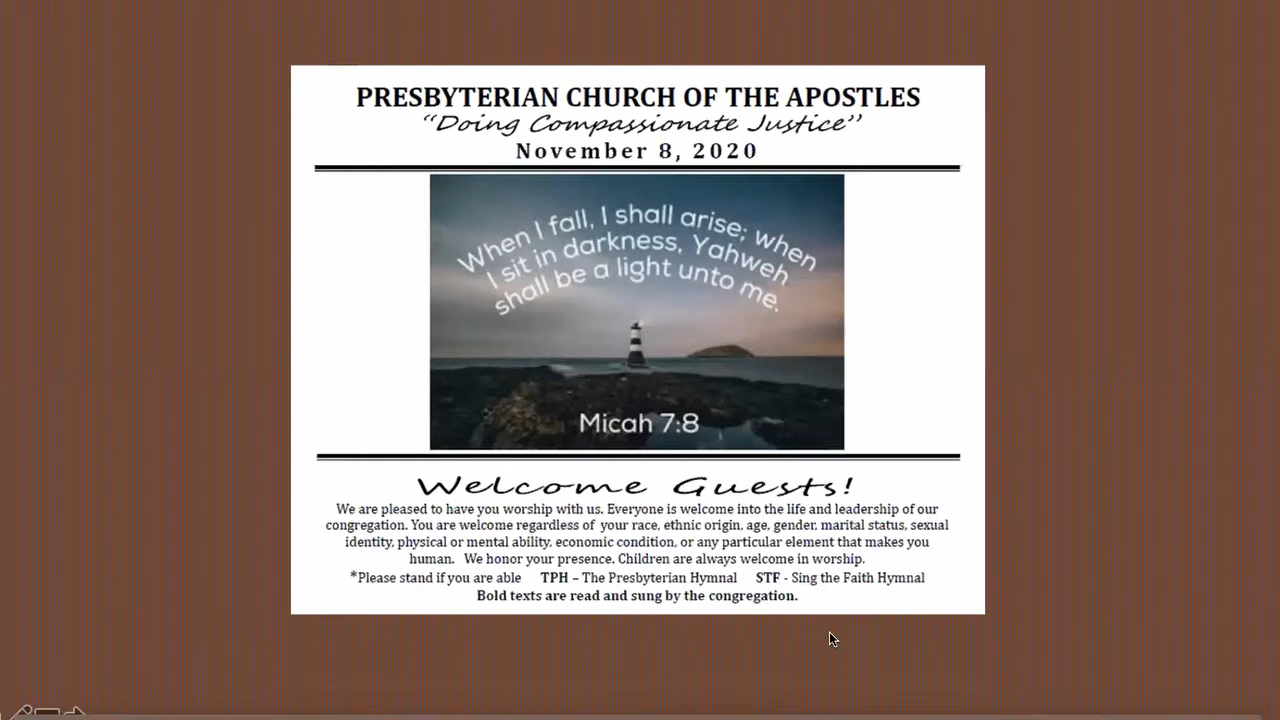 PRESBYTERIAN CHURCH OF THE APOSTLES
“Doing Compassionate Justice”
November 8, 2020
When I fall, I shall arise; when
I sit in darkness, Yahweh
shall be a light unto me.
Micah 7:8
Welcome Guests!
We are pleased to have you worship with us. Everyone is welcome into the life and leadership of our
congregation. You are welcome regardless of your race, ethnic origin, age, gender, marital status, sexual
identity, physical or mental ability, economic condition, or any particular element that makes you
human. We honor your presence. Children are always welcome in worship.
*Please stand if you are able TPH – The Presbyterian Hymnal STF - Sing the Faith Hymnal
Bold texts are read and sung by the congregation.